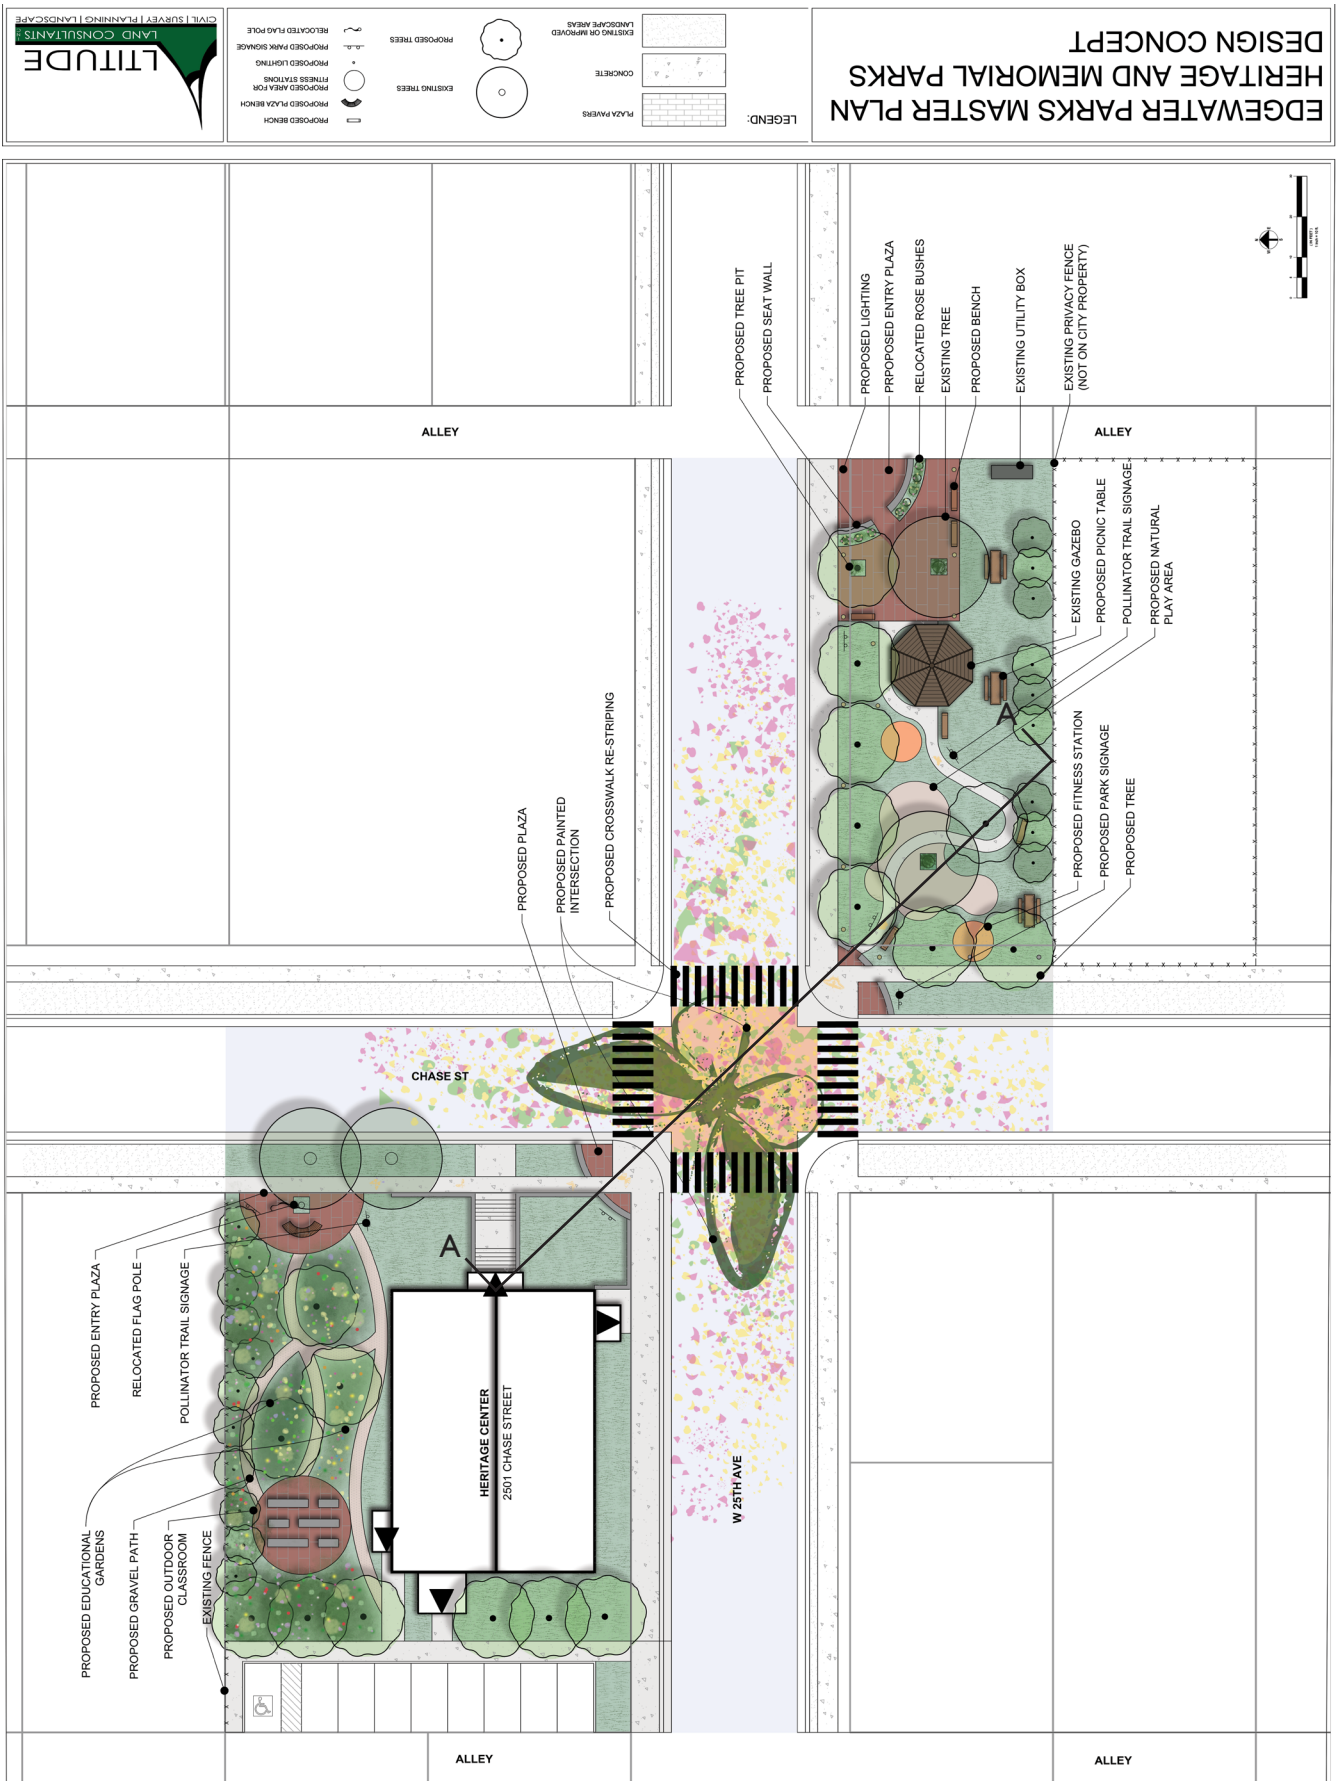 EDGEWATER PARKS MASTER PLAN
HERITAGE AND MEMORIAL PARKS
DESIGN CONCEPT
LEGEND:
PLAZA PAVERS
CONCRETE
EXISTING OR IMPROVED
LANDSCAPE AREAS
EXISTING TREES
PROPOSED TREES
PROPOSED BENCH
PROPOSED PLAZA BENCH
PROPOSED AREA FOR
FITNESS STATIONS
PROPOSED LIGHTING
PROPOSED PARK SIGNAGE
RELOCATED FLAG POLE
LTITUDE
LAND CONSULTANTS
CIVIL | SURVEY | PLANNING | LANDSCAPE
PROPOSED TREE PIT
PROPOSED SEAT WALL
PROPOSED LIGHTING
PRPOPOSED ENTRY PLAZA
RELOCATED ROSE BUSHES
EXISTING TREE
PROPOSED BENCH
EXISTING UTILITY BOX
EXISTING PRIVACY FENCE
(NOT ON CITY PROPERTY)
ALLEY
ALLEY
EXISTING GAZEBO
PROPOSED PICNIC TABLE
POLLINATOR TRAIL SIGNAGE
PROPOSED NATURAL
PLAY AREA
A
PROPOSED FITNESS STATION
PROPOSED PARK SIGNAGE
PROPOSED TREE
PROPOSED PLAZA
PROPOSED PAINTED
INTERSECTION
PROPOSED CROSSWALK RE-STRIPING
CHASE ST
A
PROPOSED ENTRY PLAZA
RELOCATED FLAG POLE
POLLINATOR TRAIL SIGNAGE
HERITAGE CENTER
2501 CHASE STREET
W 25TH AVE
PROPOSED EDUCATIONAL
GARDENS
PROPOSED GRAVEL PATH
PROPOSED OUTDOOR
CLASSROOM
EXISTING FENCE
ALLEY
ALLEY